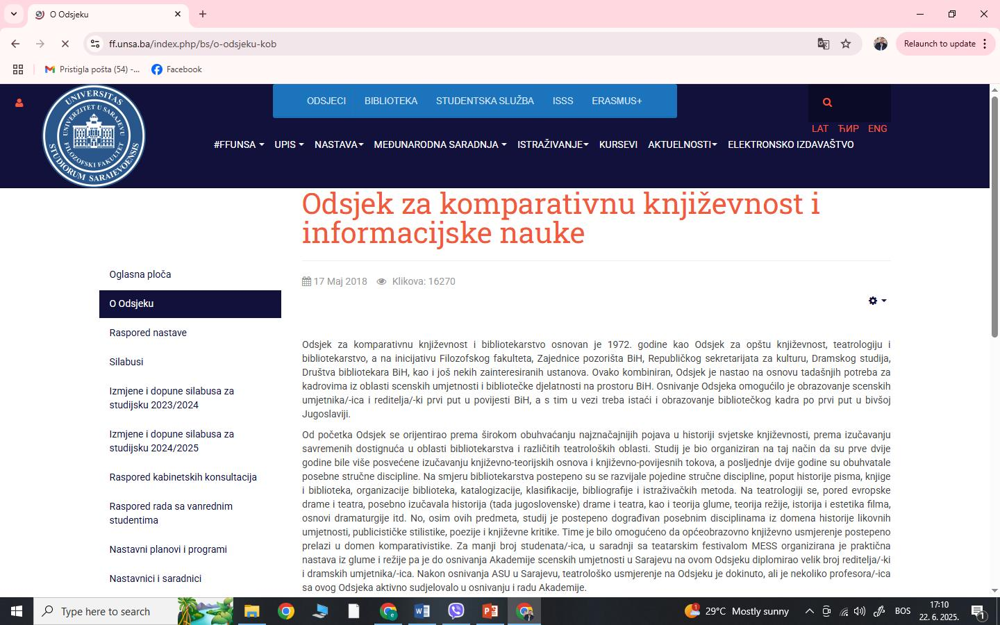 O Odsjeku
ff.unsa.ba/index.php/bs/o-odsjeku-kob
Relaunch to update
Pristigla pošta (54) -...
Facebook
UNIVERSITAS
STUDIORUM SARAIEVOENSIS
UNIVERZITET U SARAJEVU
FILOZOFSKI FAKULTET
ODSJECI BIBLIOTEKA STUDENTSKA SLUŽBA ISSS ERASMUS+
LAT ЋИР ENG
#FFUNSA UPIS NASTAVA MEĐUNARODNA SARADNJA ISTRAŽIVANJE KURSEVI AKTUELNOSTI ELEKTRONSKO IZDAVAŠTVO
Odsjek za komparativnu književnost i
informacijske nauke
17 Maj 2018 Klikova: 16270
Oglasna ploča
O Odsjeku
Raspored nastave
Silabusi
Izmjene i dopune silabusa za
studijsku 2023/2024
Izmjene i dopune silabusa za
studijsku 2024/2025
Raspored kabinetskih konsultacija
Raspored rada sa vanrednim
studentima
Nastavni planovi i programi
Nastavnici i saradnici
Odsjek za komparativnu književnost i bibliotekarstvo osnovan je 1972. godine kao Odsjek za opštu književnost, teatrologiju i
bibliotekarstvo, a na inicijativu Filozofskog fakulteta, Zajednice pozorišta BiH, Republičkog sekretarijata za kulturu, Dramskog studija,
Društva bibliotekara BiH, kao i još nekih zainteresiranih ustanova. Ovako kombiniran, Odsjek je nastao na osnovu tadašnjih potreba za
kadrovima iz oblasti scenskih umjetnosti i bibliotečke djelatnosti na prostoru BiH. Osnivanje Odsjeka omogućilo je obrazovanje scenskih
umjetnika/-ica i reditelja/-ki prvi put u povijesti BiH, a s tim u vezi treba istaći i obrazovanje bibliotečkog kadra po prvi put u bivšoj
Jugoslaviji.
Od početka Odsjek se orijentirao prema širokom obuhvaćanju najznačajnijih pojava u historiji svjetske književnosti, prema izučavanju
savremenih dostignuća u oblasti bibliotekarstva i različitih teatroloških oblasti. Studij je bio organiziran na taj način da su prve dvije
godine bile više posvećene izučavanju književno-teorijskih osnova i književno-povijesnih tokova, a posljednje dvije godine su obuhvatale
posebne stručne discipline. Na smjeru bibliotekarstva postepeno su se razvijale pojedine stručne discipline, poput historije pisma, knjige
i biblioteka, organizacije biblioteka, katalogizacije, klasifikacije, bibliografije i istraživačkih metoda. Na teatrologiji se, pored evropske
drame i teatra, posebno izučavala historija (tada jugoslovenske) drame i teatra, kao i teorija glume, teorija režije, istorija i estetika filma,
osnovi dramaturgije itd. No, osim ovih predmeta, studij je postepeno dograđivan posebnim disciplinama iz domena historije likovnih
umjetnosti, publicističke stilistike, poezije i književne kritike. Time je bilo omogućeno da općeobrazovno književno usmjerenje postepeno
prelazi u domen komparativistike. Za manji broj studenata/-ica, u saradnji sa teatarskim festivalom MESS organizirana je praktična
nastava iz glume i režije pa je do osnivanja Akademije scenskih umjetnosti u Sarajevu na ovom Odsjeku diplomirao velik broj reditelja/-ki
i dramskih umjetnika/-ica. Nakon osnivanja ASU u Sarajevu, teatrološko usmjerenje na Odsjeku je dokinuto, ali je nekoliko profesora/-ica
sa ovog Odsjeka aktivno sudjelovalo u osnivanju i radu Akademije.
Type here to search
29°C Mostly sunny
BOS
17:10
22. 6. 2025.